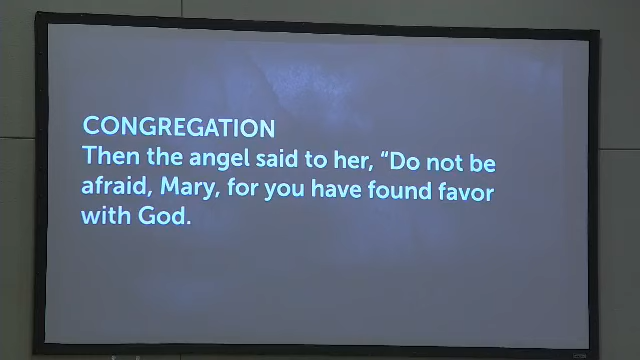 CONGREGATION
Then the angel said to her, “Do not be
afraid, Mary, for you have found favor
with God.